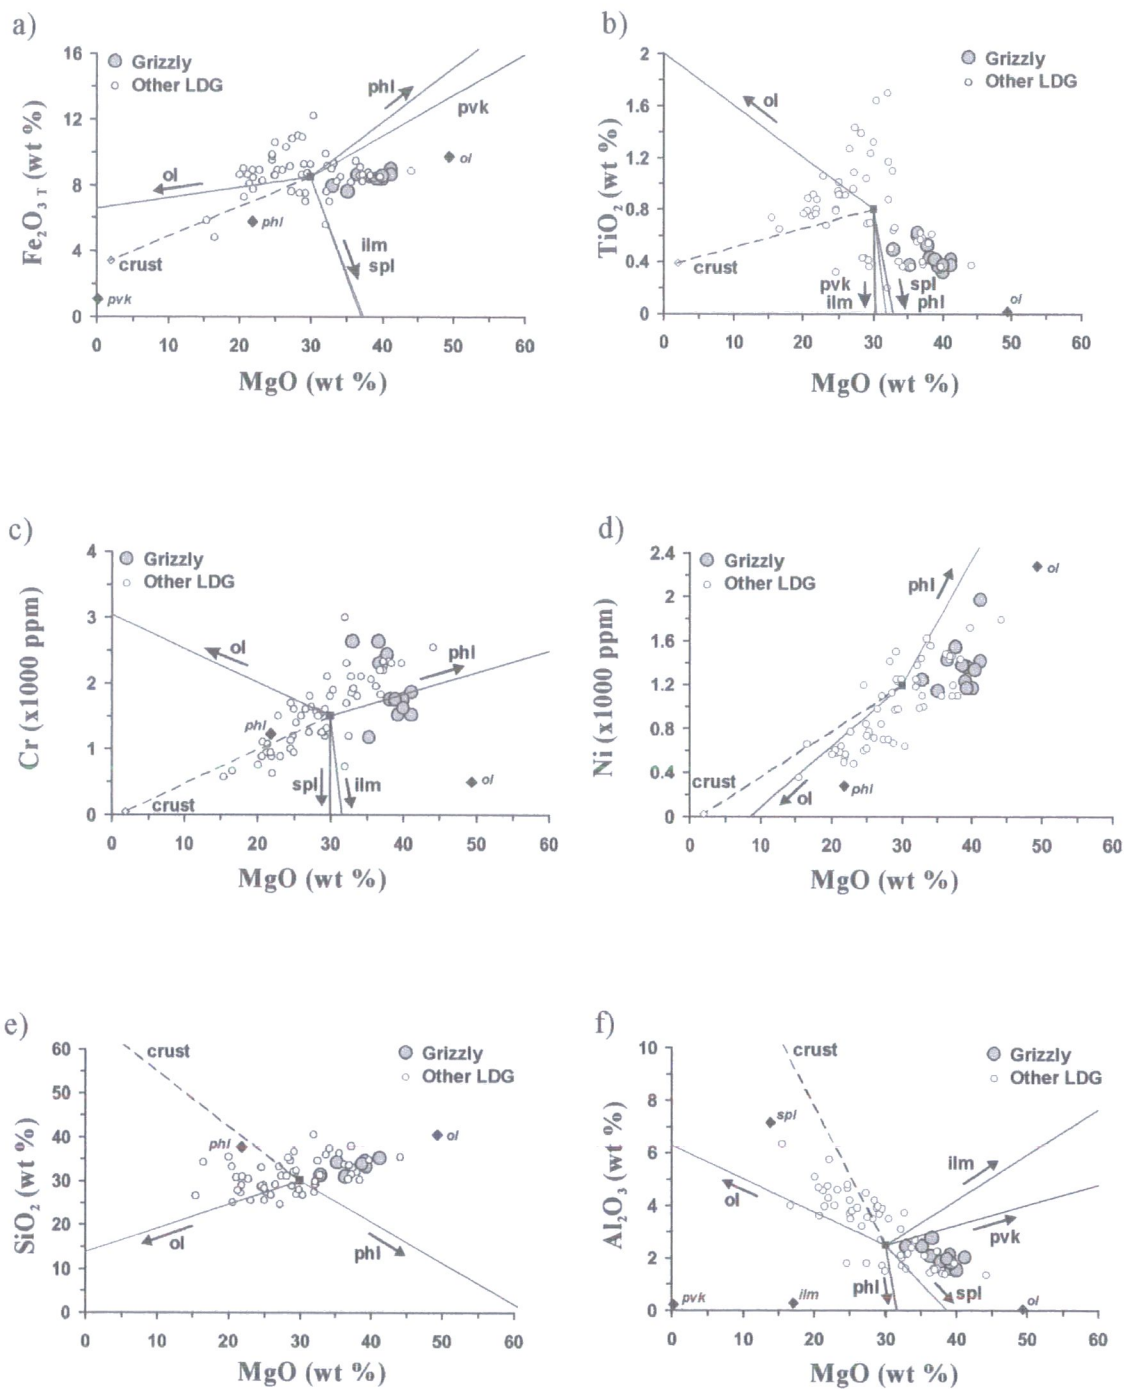 a)
Grizzly
Other LDG
Fe2O3 T (wt %)
16
12
8
4
0
phl
pvk
ol
ol
phl
ilm
spl
crust
pvk
0 10 20 30 40 50 60
MgO (wt %)
b)
Grizzly
Other LDG
TiO2 (wt %)
2
1.6
1.2
0.8
0.4
0
ol
crust
pvk
ilm
spl
phl
ol
0 10 20 30 40 50 60
MgO (wt %)
c)
Grizzly
Other LDG
Cr (x1000 ppm)
4
3
2
1
0
ol
phl
phl
spl
ilm
crust
ol
0 10 20 30 40 50 60
MgO (wt %)
d)
Grizzly
Other LDG
Ni (x1000 ppm)
2.4
2
1.6
1.2
0.8
0.4
0
phl
ol
crust
ol
phl
0 10 20 30 40 50 60
MgO (wt %)
e)
Grizzly
Other LDG
SiO2 (wt %)
60
50
40
30
20
10
0
crust
phl
ol
ol
phl
0 10 20 30 40 50 60
MgO (wt %)
f)
Grizzly
Other LDG
Al2O3 (wt %)
10
8
6
4
2
0
crust
spl
ilm
ol
pvk
phl
spl
pvk
ilm
ol
0 10 20 30 40 50 60
MgO (wt %)